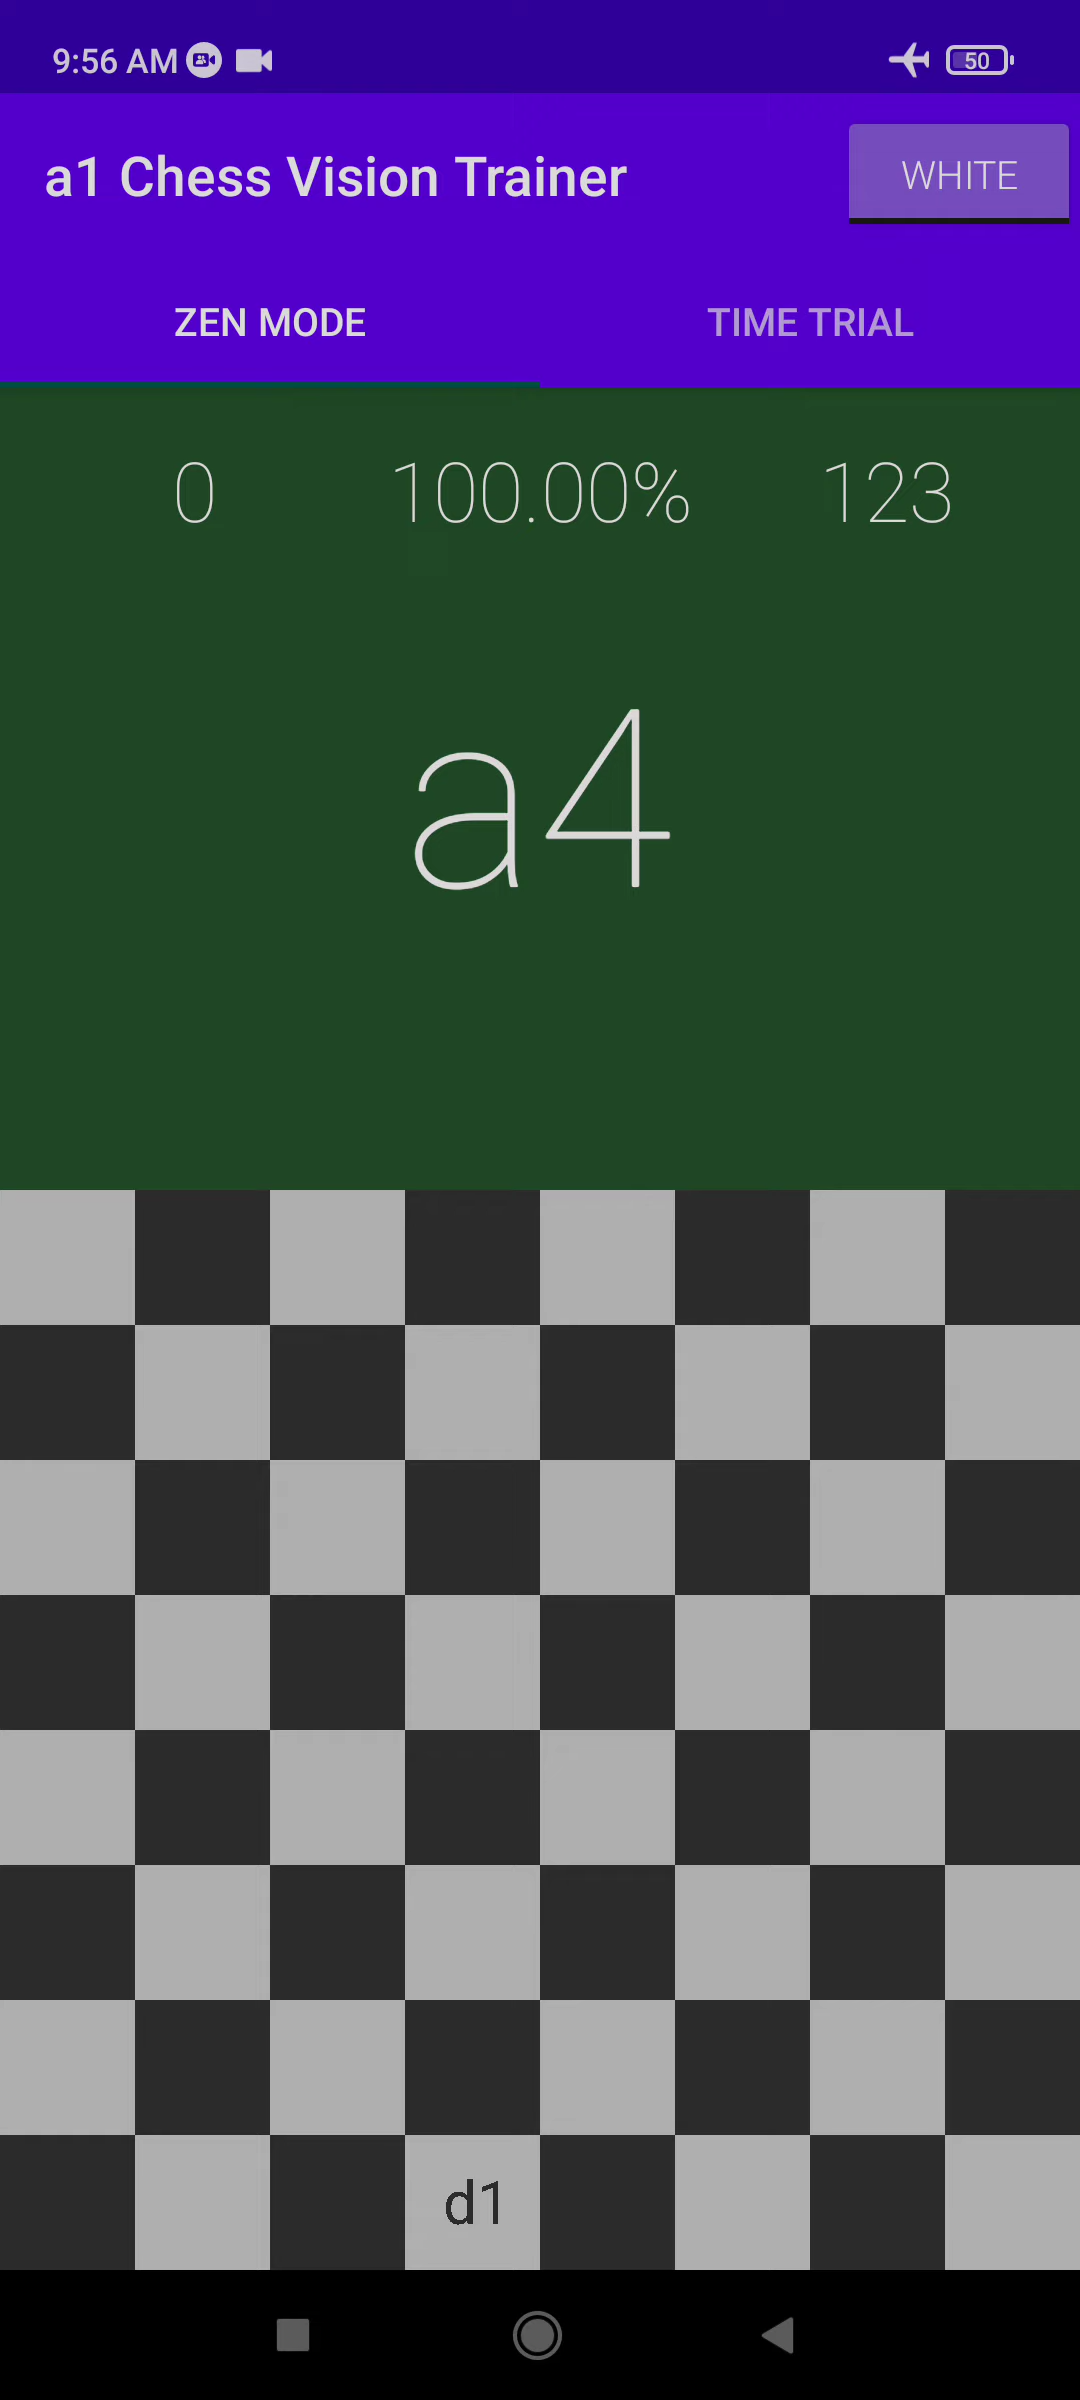 9:56 AM 50
a1 Chess Vision Trainer WHITE
ZEN MODE TIME TRIAL
0 100.00% 123
a4
d1